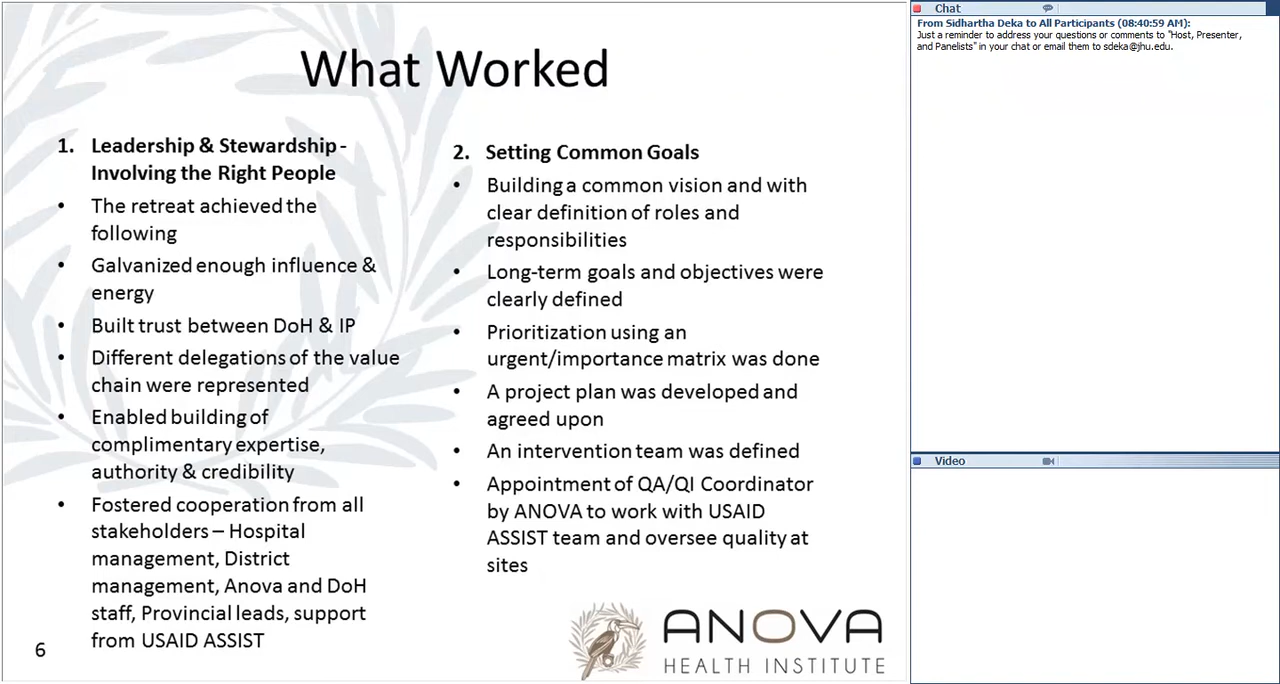 What Worked
1. Leadership & Stewardship -
Involving the Right People
• The retreat achieved the
following
• Galvanized enough influence &
energy
• Built trust between DoH & IP
• Different delegations of the value
chain were represented
• Enabled building of
complimentary expertise,
authority & credibility
• Fostered cooperation from all
stakeholders – Hospital
management, District
management, Anova and DoH
staff, Provincial leads, support
from USAID ASSIST
2. Setting Common Goals
• Building a common vision and with
clear definition of roles and
responsibilities
• Long-term goals and objectives were
clearly defined
• Prioritization using an
urgent/importance matrix was done
• A project plan was developed and
agreed upon
• An intervention team was defined
• Appointment of QA/QI Coordinator
by ANOVA to work with USAID
ASSIST team and oversee quality at
sites
6
ANOVA
HEALTH INSTITUTE
Chat
From Sidhartha Deka to All Participants (08:40:59 AM):
Just a reminder to address your questions or comments to "Host, Presenter,
and Panelists" in your chat or email them to sdeka@jhu.edu.
Video